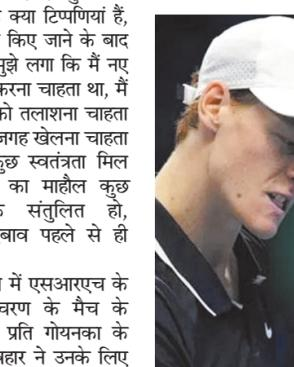 क्या टिप्पणियां हैं,
किए जाने के बाद
मुझे लगा कि मैं नए
करना चाहता था, मैं
को तलाशना चाहता
जगह खेलना चाहता
कुछ स्वतंत्रता मिल
का माहौल कुछ
संतुलित हो,
दबाव पहले से ही
में एसआरएच के
चरण के मैच के
प्रति गोयनका के
व्यवहार ने उनके लिए